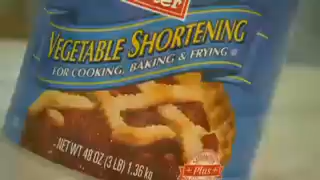 VEGETABLE SHORTENING
FOR COOKING, BAKING & FRYING
NET WT 48 OZ (3 LB) 1.36 kg
Plus